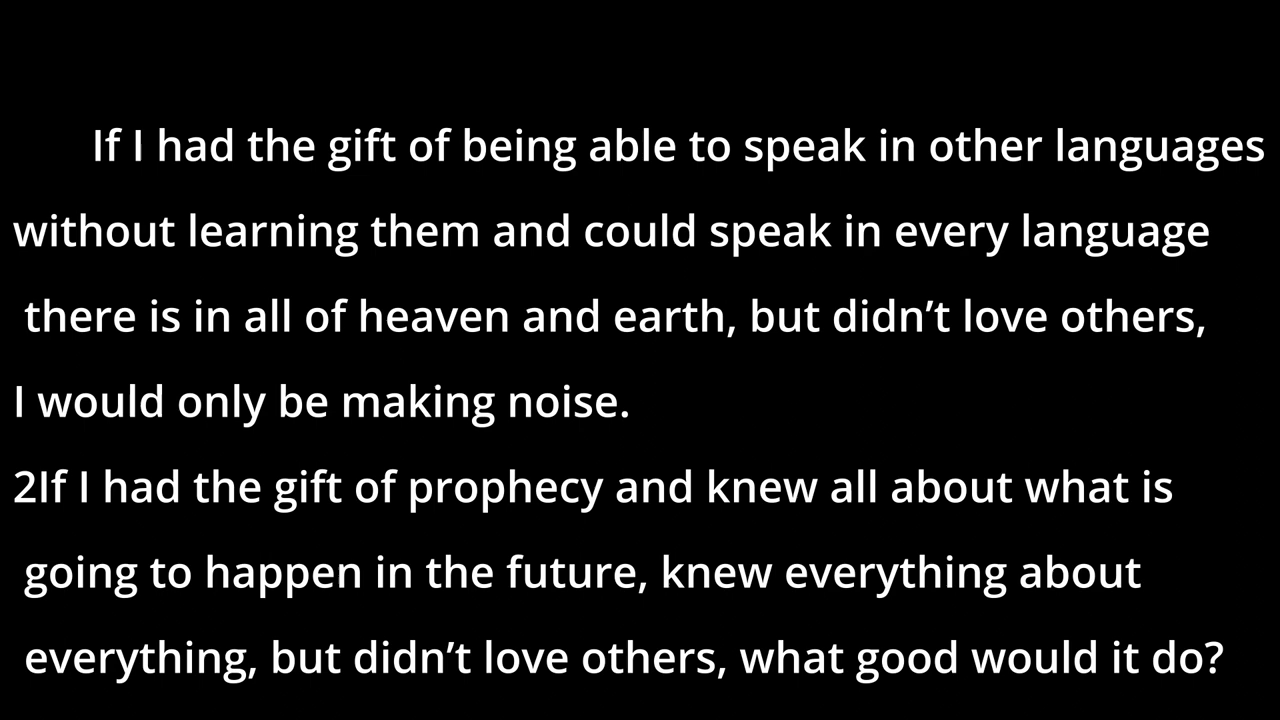 If I had the gift of being able to speak in other languages
without learning them and could speak in every language
there is in all of heaven and earth, but didn’t love others,
I would only be making noise.
2If I had the gift of prophecy and knew all about what is
going to happen in the future, knew everything about
everything, but didn’t love others, what good would it do?